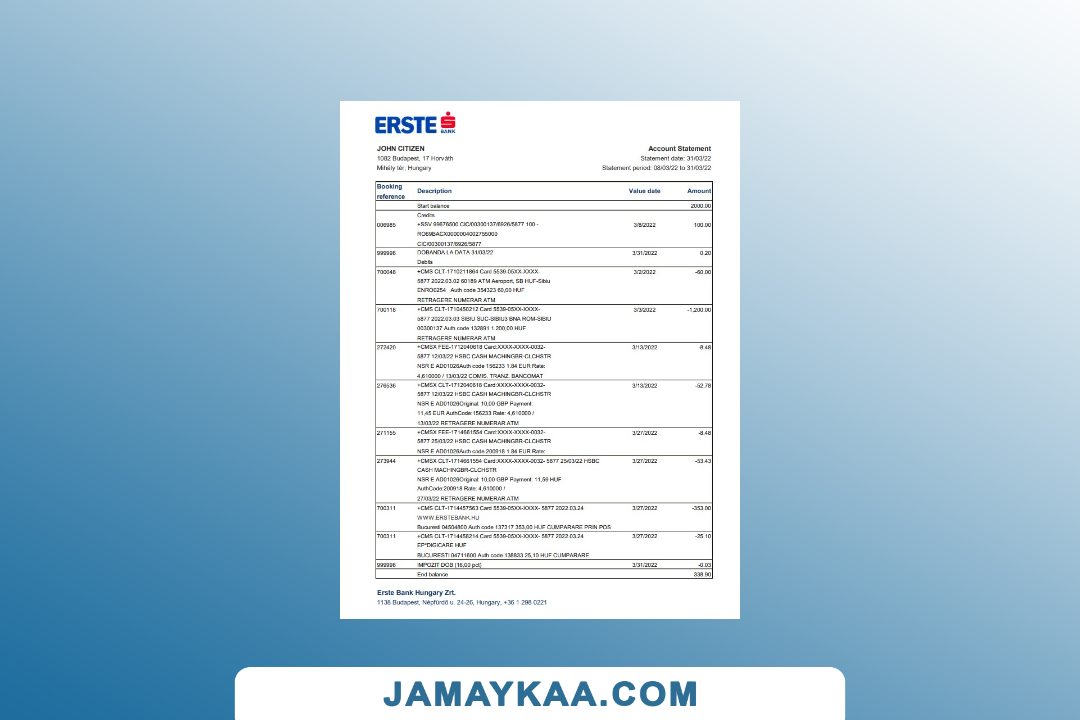 ERSTE
BANK
JOHN CITIZEN
1082 Budapest, 17 Horváth
Mihály tér, Hungary
Account Statement
Statement date: 31/03/22
Statement period: 08/03/22 to 31/03/22
Booking reference Description Value date Amount
Start balance 2000.00
Credits
006985 +SSV 99876500 CIC/00300137/6926/5877 100 - 3/8/2022 100.00
RO69BACX0000004002755000
CIC/00300137/6926/5877
999998 DOBANDA LA DATA 31/03/22 3/31/2022 0.20
Debits
700048 +CMS CLT-1710211864 Card 5539-05XX-XXXX- 3/2/2022 -60.00
5877 2022.03.02 60189 ATM Aeroport, SB HUF-Sibiu
ENRO0254 Auth code 354323 60,00 HUF
RETRAGERE NUMERAR ATM
700116 +CMS CLT-1710450212 Card 5539-05XX-XXXX- 3/3/2022 -1,200.00
5877 2022.03.03 SIBIU SUC-SIBIU3 BNA ROM-SIBIU
00300137 Auth code 132891 1.200,00 HUF
RETRAGERE NUMERAR ATM
272420 +CMSX FEE-1712040618 Card:XXXX-XXXX-0032- 3/13/2022 -8.48
5877 12/03/22 HSBC CASH MACHINGBR-CLCHSTR
NSR E AD01026Auth code 156233 1.84 EUR Rate:
4,610000 / 13/03/22 COMIS. TRANZ. BANCOMAT
276536 +CMSX CLT-1712040618 Card:XXXX-XXXX-0032- 3/13/2022 -52.78
5877 12/03/22 HSBC CASH MACHINGBR-CLCHSTR
NSR E AD01026Original: 10,00 GBP Payment:
11,45 EUR AuthCode:156233 Rate: 4,610000 /
13/03/22 RETRAGERE NUMERAR ATM
271155 +CMSX FEE-1714661554 Card:XXXX-XXXX-0032- 3/27/2022 -8.48
5877 25/03/22 HSBC CASH MACHINGBR-CLCHSTR
NSR E AD01026Auth code 200918 1.84 EUR Rate:
273944 +CMSX CLT-1714661554 Card:XXXX-XXXX-0032- 5877 25/03/22 HSBC 3/27/2022 -53.43
CASH MACHINGBR-CLCHSTR
NSR E AD01026Original: 10,00 GBP Payment: 11,59 HUF
AuthCode:200918 Rate: 4,610000 /
27/03/22 RETRAGERE NUMERAR ATM
700311 +CMS CLT-1714457563 Card 5539-05XX-XXXX- 5877 2022.03.24 3/27/2022 -353.00
WWW.ERSTEBANK.HU
Bucuresti 04504800 Auth code 137217 353,00 HUF CUMPARARE PRIN POS
700311 +CMS CLT-1714458214 Card 5539-05XX-XXXX- 5877 2022.03.24 3/27/2022 -25.10
EP*DIGICARE HUF
BUCURESTI 04711600 Auth code 138833 25,10 HUF CUMPARARE
999998 IMPOZIT DOB (16,00 pct) 3/31/2022 -0.03
End balance 338.90
Erste Bank Hungary Zrt.
1138 Budapest, Népfürdő u. 24-26, Hungary, +36 1 298 0221
JAMAYKAA.COM